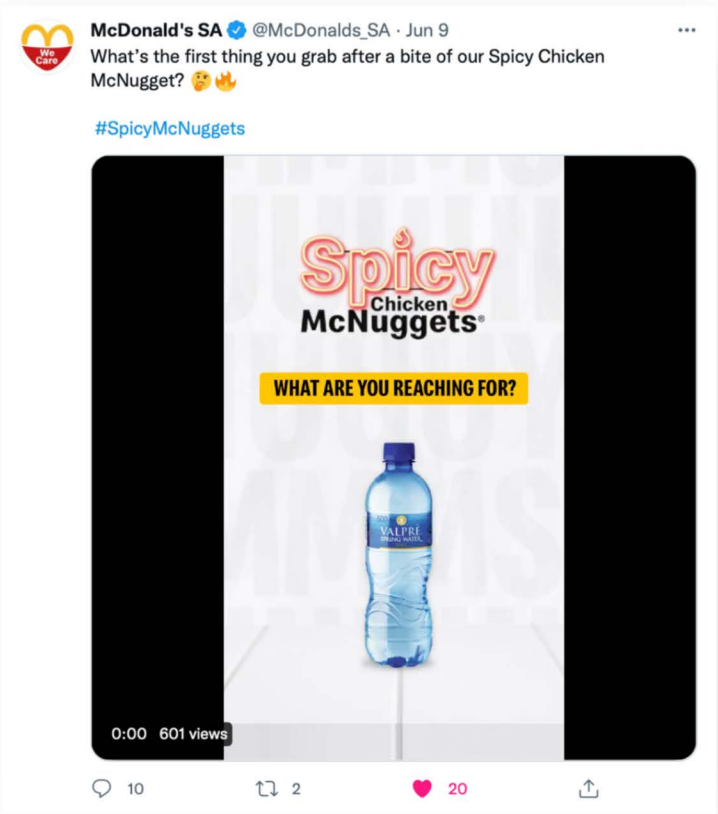 We
Care
McDonald's SA @McDonalds_SA · Jun 9
What's the first thing you grab after a bite of our Spicy Chicken
McNugget? 🤔🔥
#SpicyMcNuggets
Spicy
Chicken
McNuggets®
WHAT ARE YOU REACHING FOR?
VALPRÉ
SPRING WATER
0:00 601 views
10 2 20